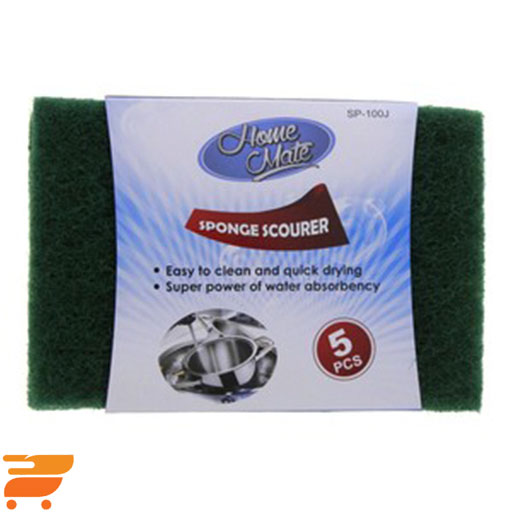 SP-100J
Home
Mate
SPONGE SCOURER
• Easy to clean and quick drying
• Super power of water absorbency
5
PCS